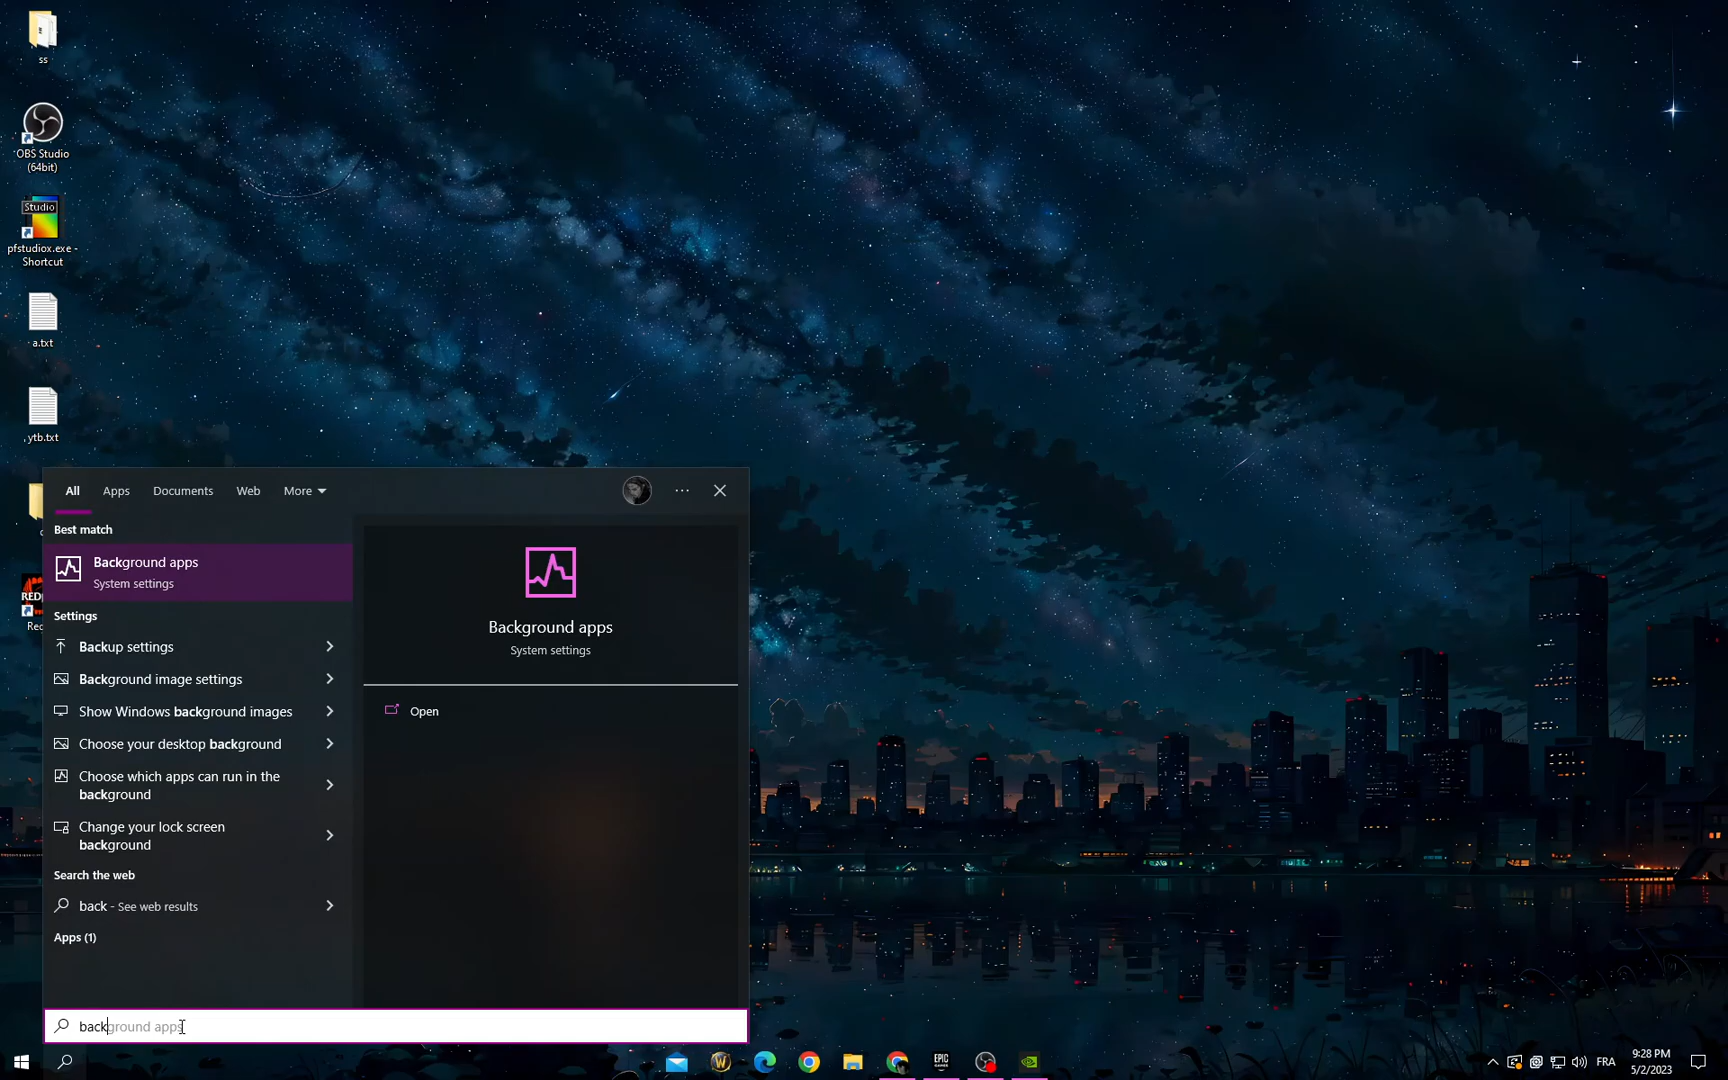 ss
OBS Studio
(64bit)
Studio
pfstudiox.exe -
Shortcut
a.txt
ytb.txt
All
Apps
Documents
Web
More
Best match
Background apps
System settings
Settings
Backup settings
Background image settings
Show Windows background images
Choose your desktop background
Choose which apps can run in the
background
Change your lock screen
background
Search the web
back - See web results
Apps (1)
Background apps
System settings
Open
background apps
EPIC
GAMES
FRA
9:28 PM
5/2/2023